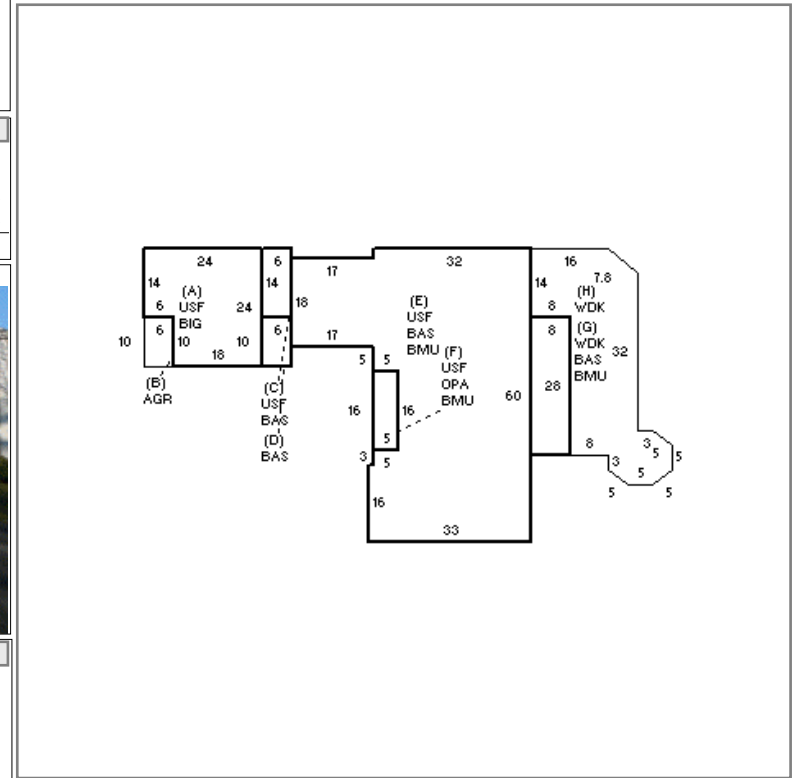 24
6
17
32
16
7.8
14
(A)
USF
BIG
6
24
14
18
(E)
USF
BAS
BMU
14
(H)
WDK
8
10
6
10
18
10
6
17
(F)
USF
OPA
BMU
8
(G)
WDK
BAS
BMU
32
(B)
AGR
(C)
USF
BAS
(D)
BAS
5
5
16
16
60
28
5
3
5
8
3
5
5
3
5
5
5
16
33